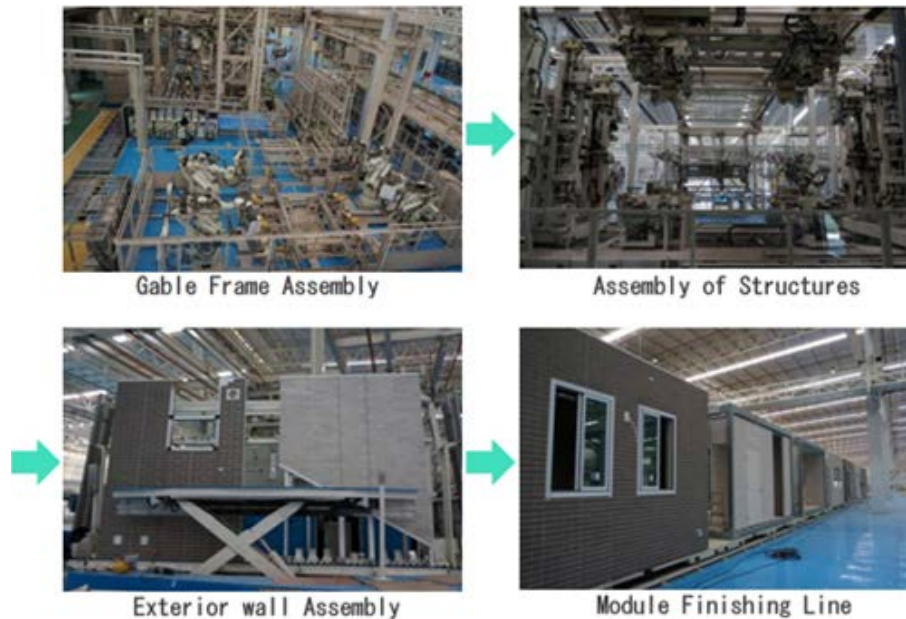 Gable Frame Assembly
Assembly of Structures
Exterior wall Assembly
Module Finishing Line